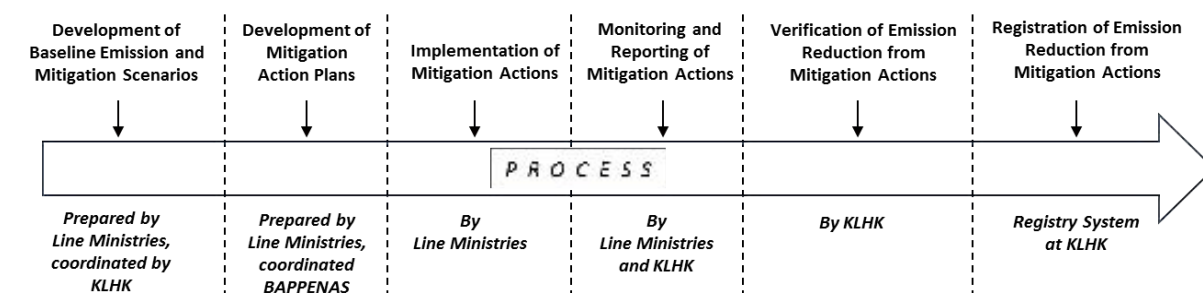 Development of
Baseline Emission and
Mitigation Scenarios
Development of
Mitigation
Action Plans
Implementation of
Mitigation Actions
Monitoring and
Reporting of
Mitigation Actions
Verification of Emission
Reduction from
Mitigation Actions
Registration of Emission
Reduction from
Mitigation Actions
PROCESS
Prepared by
Line Ministries,
coordinated by
KLHK
Prepared by
Line Ministries,
coordinated
BAPPENAS
By
Line Ministries
By
Line Ministries
and KLHK
By KLHK
Registry System
at KLHK